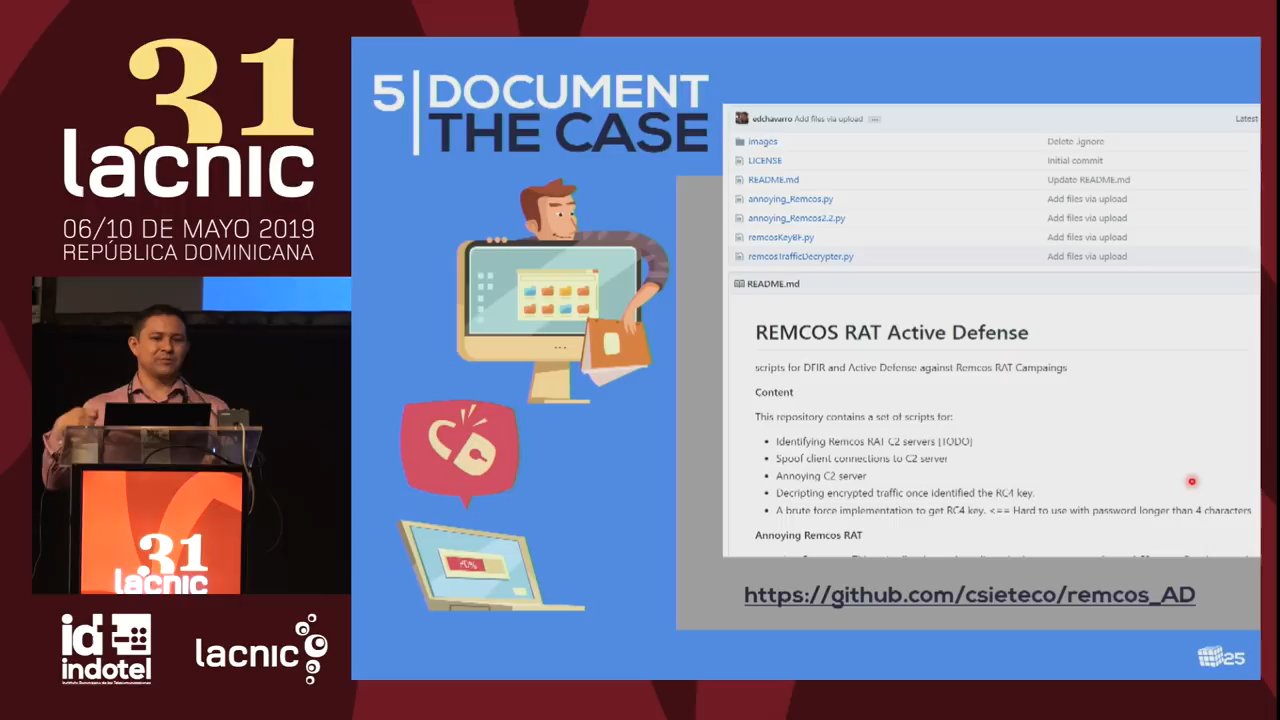 31
lacnic
06/10 DE MAYO 2019
REPÚBLICA DOMINICANA
31
lacnic
id
indotel
lacnic
5 DOCUMENT
THE CASE
edchavarro Add files via upload
Latest
images Delete .ignore
LICENSE Initial commit
README.md Update README.md
annoying_Remcos.py Add files via upload
annoying_Remcos2.2.py Add files via upload
remcosKeyBF.py Add files via upload
remcosTrafficDecrypter.py Add files via upload
README.md
REMCOS RAT Active Defense
scripts for DFIR and Active Defense against Remcos RAT Campaings
Content
This repository contains a set of scripts for:
Identifying Remcos RAT C2 servers [TODO]
Spoof client connections to C2 server
Annoying C2 server
Decripting encrypted traffic once identified the RC4 key.
A brute force implementation to get RC4 key. <== Hard to use with password longer than 4 characters
Annoying Remcos RAT
https://github.com/csieteco/remcos_AD
25